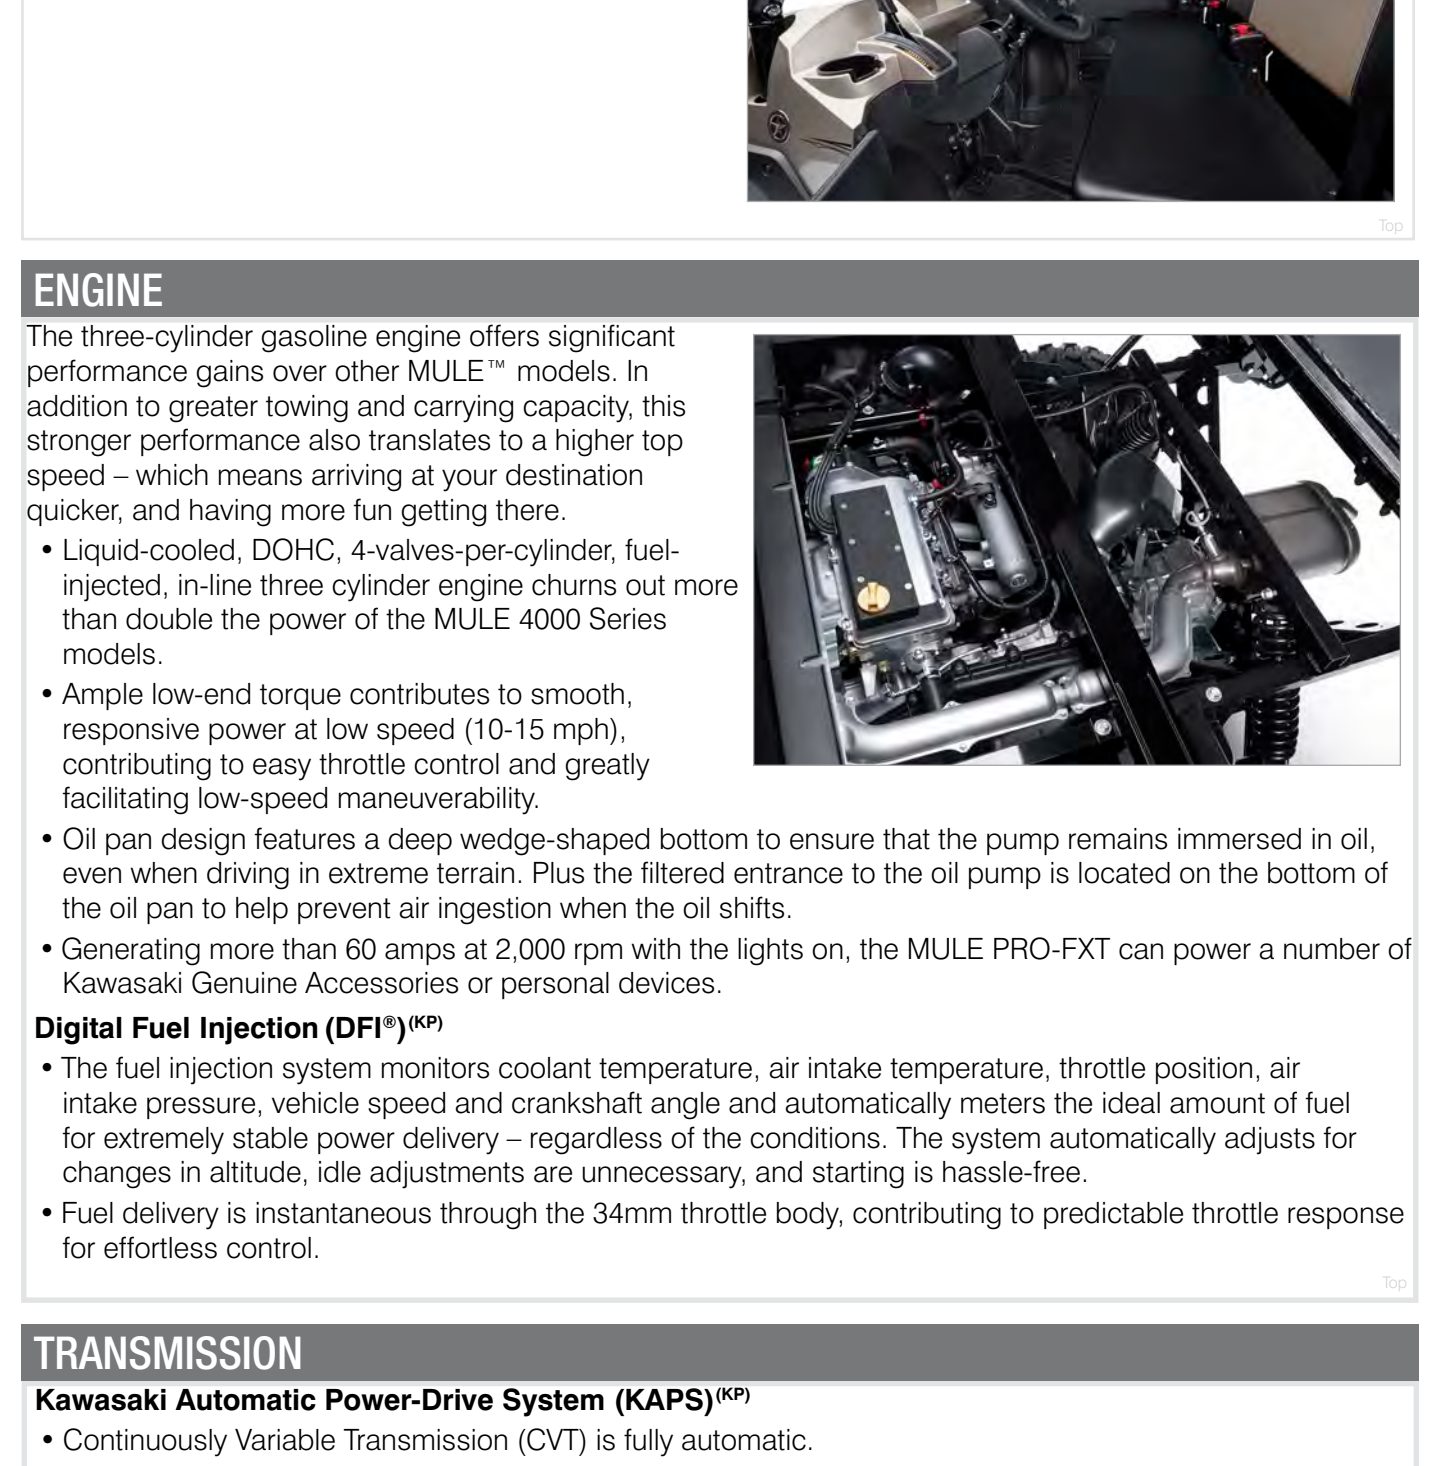 Top
ENGINE
The three-cylinder gasoline engine offers significant
performance gains over other MULE™ models. In
addition to greater towing and carrying capacity, this
stronger performance also translates to a higher top
speed – which means arriving at your destination
quicker, and having more fun getting there.
• Liquid-cooled, DOHC, 4-valves-per-cylinder, fuel-
injected, in-line three cylinder engine churns out more
than double the power of the MULE 4000 Series
models.
• Ample low-end torque contributes to smooth,
responsive power at low speed (10-15 mph),
contributing to easy throttle control and greatly
facilitating low-speed maneuverability.
• Oil pan design features a deep wedge-shaped bottom to ensure that the pump remains immersed in oil,
even when driving in extreme terrain. Plus the filtered entrance to the oil pump is located on the bottom of
the oil pan to help prevent air ingestion when the oil shifts.
• Generating more than 60 amps at 2,000 rpm with the lights on, the MULE PRO-FXT can power a number of
Kawasaki Genuine Accessories or personal devices.
Digital Fuel Injection (DFI®)(KP)
• The fuel injection system monitors coolant temperature, air intake temperature, throttle position, air
intake pressure, vehicle speed and crankshaft angle and automatically meters the ideal amount of fuel
for extremely stable power delivery – regardless of the conditions. The system automatically adjusts for
changes in altitude, idle adjustments are unnecessary, and starting is hassle-free.
• Fuel delivery is instantaneous through the 34mm throttle body, contributing to predictable throttle response
for effortless control.
Top
TRANSMISSION
Kawasaki Automatic Power-Drive System (KAPS)(KP)
• Continuously Variable Transmission (CVT) is fully automatic.